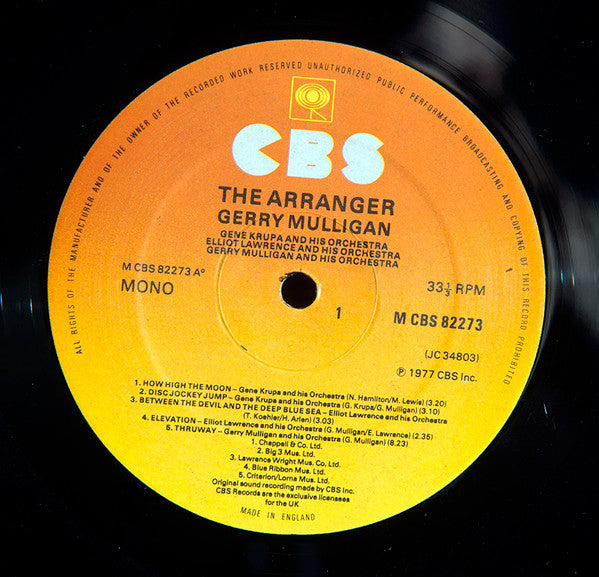 ALL RIGHTS OF THE MANUFACTURER AND OF THE OWNER OF THE RECORDED WORK RESERVED UNAUTHORIZED PUBLIC PERFORMANCE BROADCASTING AND COPYING OF THIS RECORD PROHIBITED
CBS
THE ARRANGER
GERRY MULLIGAN
GENE KRUPA AND HIS ORCHESTRA
ELLIOT LAWRENCE AND HIS ORCHESTRA
GERRY MULLIGAN AND HIS ORCHESTRA
M CBS 82273 A°
MONO
33⅓ RPM
1
1
M CBS 82273
(JC 34803)
℗ 1977 CBS Inc.
1. HOW HIGH THE MOON – Gene Krupa and his Orchestra (N. Hamilton/M. Lewis) (3.20)
2. DISC JOCKEY JUMP – Gene Krupa and his Orchestra (G. Krupa/G. Mulligan) (3.10)
3. BETWEEN THE DEVIL AND THE DEEP BLUE SEA – Elliot Lawrence and his Orchestra
(T. Koehler/H. Arlen) (3.03)
4. ELEVATION – Elliot Lawrence and his Orchestra (G. Mulligan/E. Lawrence) (2.35)
5. THRUWAY – Gerry Mulligan and his Orchestra (G. Mulligan) (8.23)
1. Chappell & Co. Ltd.
2. Big 3 Mus. Ltd.
3. Lawrence Wright Mus. Co. Ltd.
4. Blue Ribbon Mus. Ltd.
5. Criterion/Lorna Mus. Ltd.
Original sound recording made by CBS Inc.
CBS Records are the exclusive licensees
for the UK
MADE IN ENGLAND